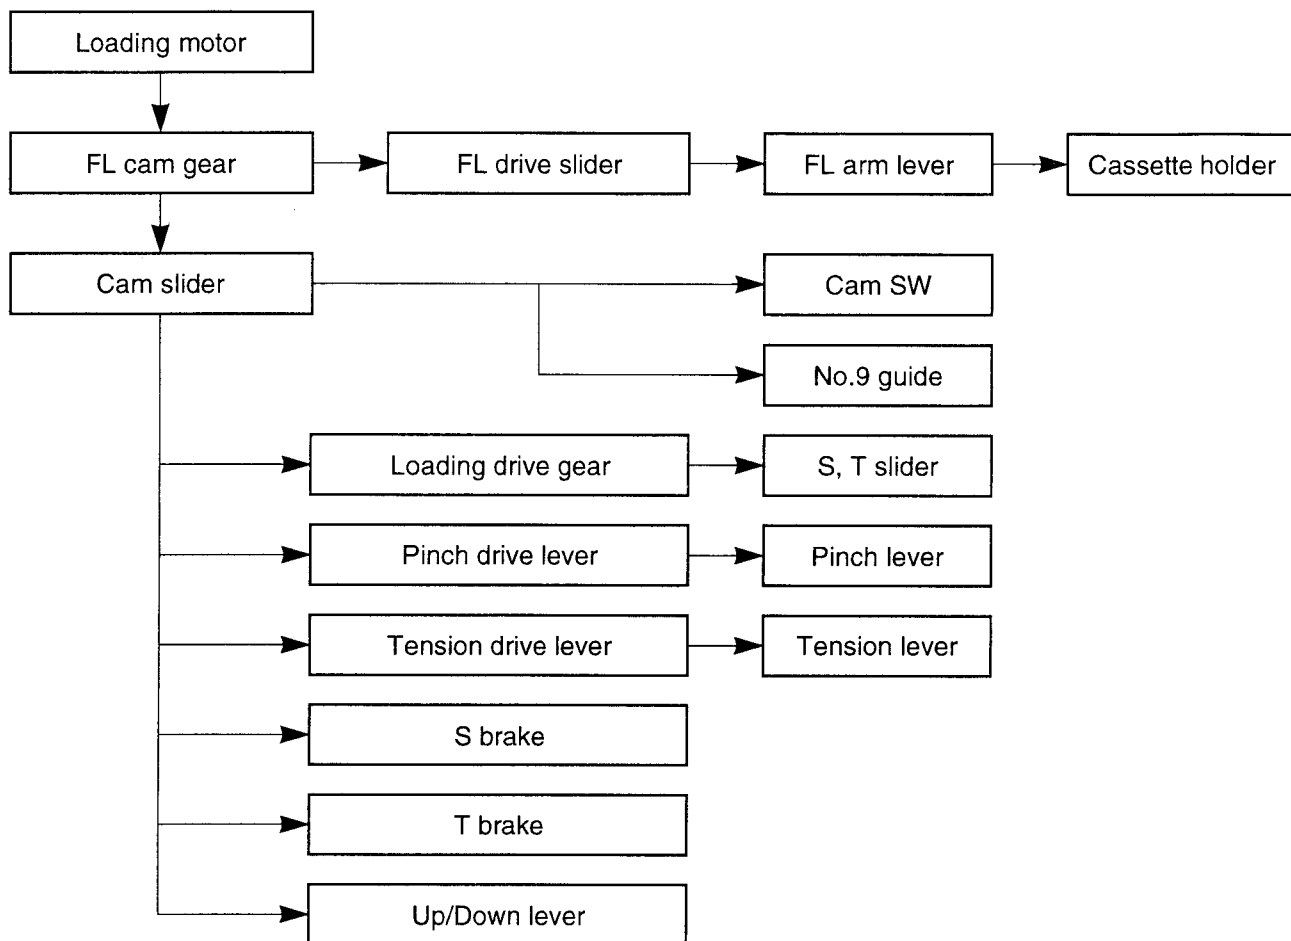 Loading motor
FL cam gear
FL drive slider
FL arm lever
Cassette holder
Cam slider
Cam SW
No.9 guide
Loading drive gear
S, T slider
Pinch drive lever
Pinch lever
Tension drive lever
Tension lever
S brake
T brake
Up/Down lever